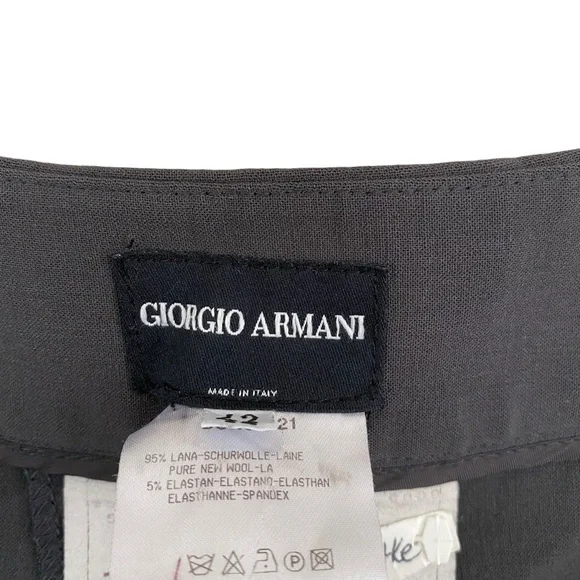 GIORGIO ARMANI
MADE IN ITALY
42
21
95% LANA-SCHURWOLLE-LAINE
PURE NEW WOOL-LA
5% ELASTAN-ELASTANO-ELASTHAN
ELASTHANNE-SPANDEX
P